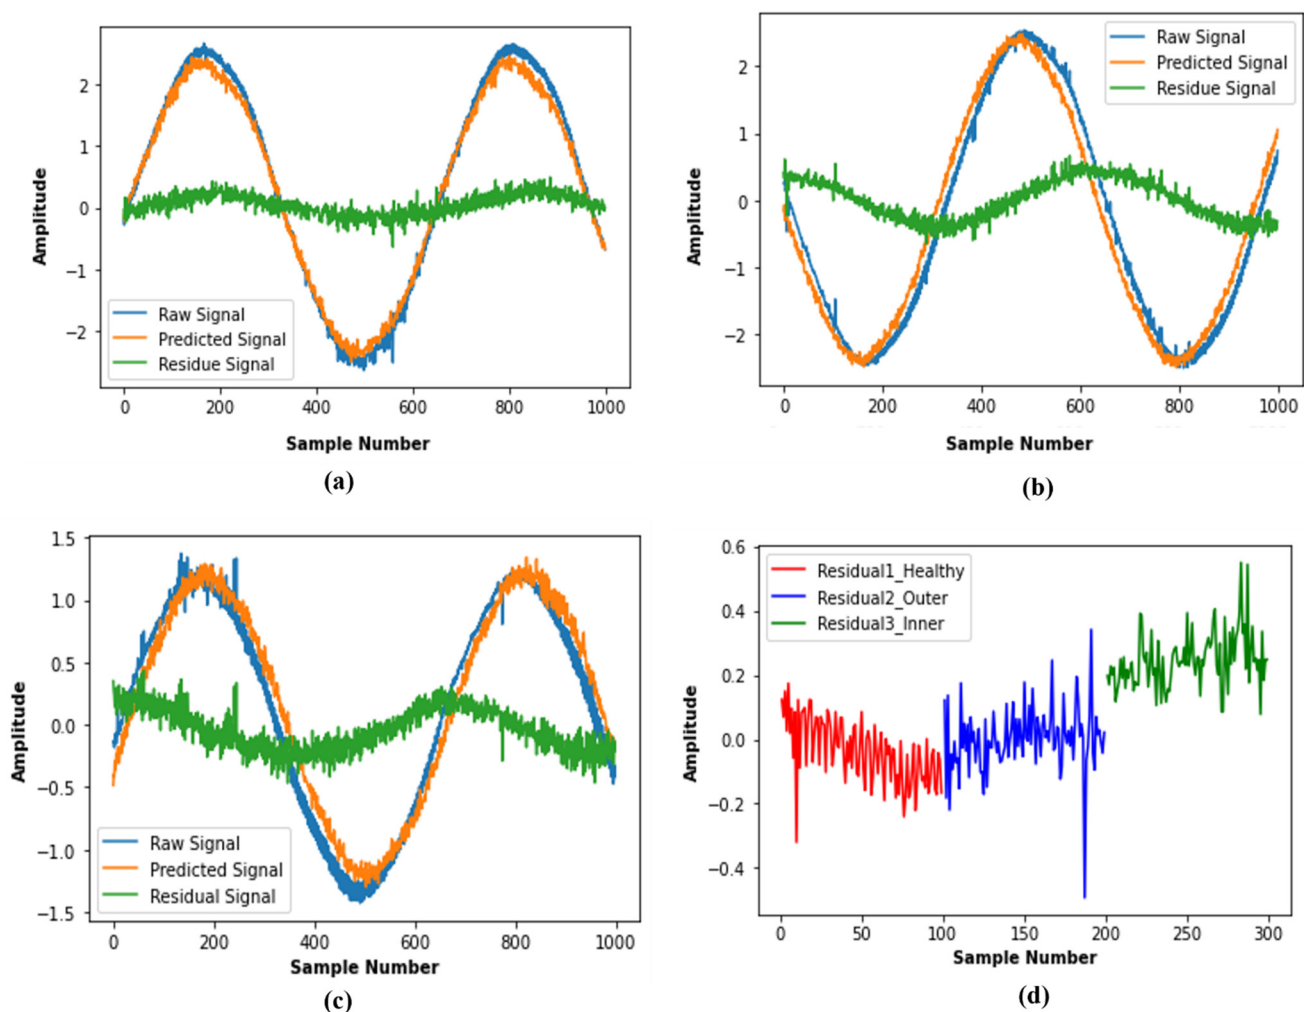 2
1
0
−1
−2
Amplitude
Raw Signal
Predicted Signal
Residue Signal
0 200 400 600 800 1000
Sample Number
(a)
2
1
0
−1
−2
Amplitude
Raw Signal
Predicted Signal
Residue Signal
0 200 400 600 800 1000
Sample Number
(b)
1.5
1.0
0.5
0.0
−0.5
−1.0
−1.5
Amplitude
Raw Signal
Predicted Signal
Residual Signal
0 200 400 600 800 1000
Sample Number
(c)
0.6
0.4
0.2
0.0
−0.2
−0.4
Amplitude
Residual1_Healthy
Residual2_Outer
Residual3_Inner
0 50 100 150 200 250 300
Sample Number
(d)